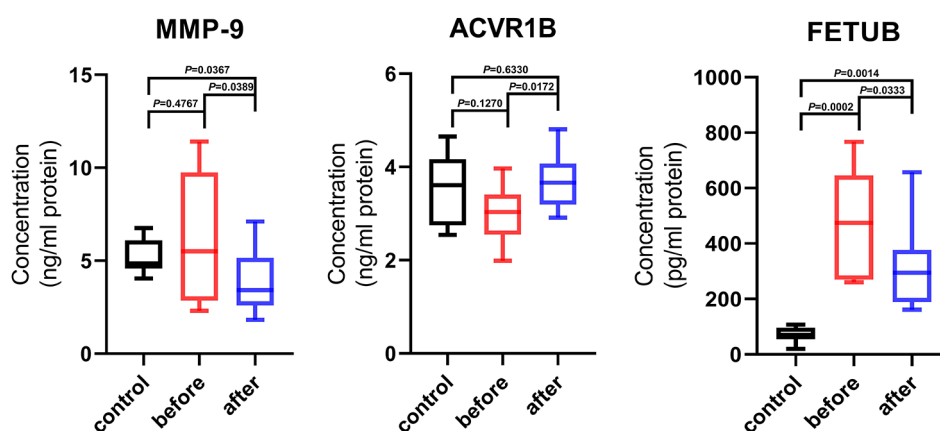 MMP-9
P=0.0367
P=0.4767
P=0.0389
Concentration
(ng/ml protein)
15
10
5
0
control
before
after
ACVR1B
P=0.6330
P=0.1270
P=0.0172
Concentration
(ng/ml protein)
6
4
2
0
control
before
after
FETUB
P=0.0014
P=0.0002
P=0.0333
Concentration
(pg/ml protein)
1000
800
600
400
200
0
control
before
after